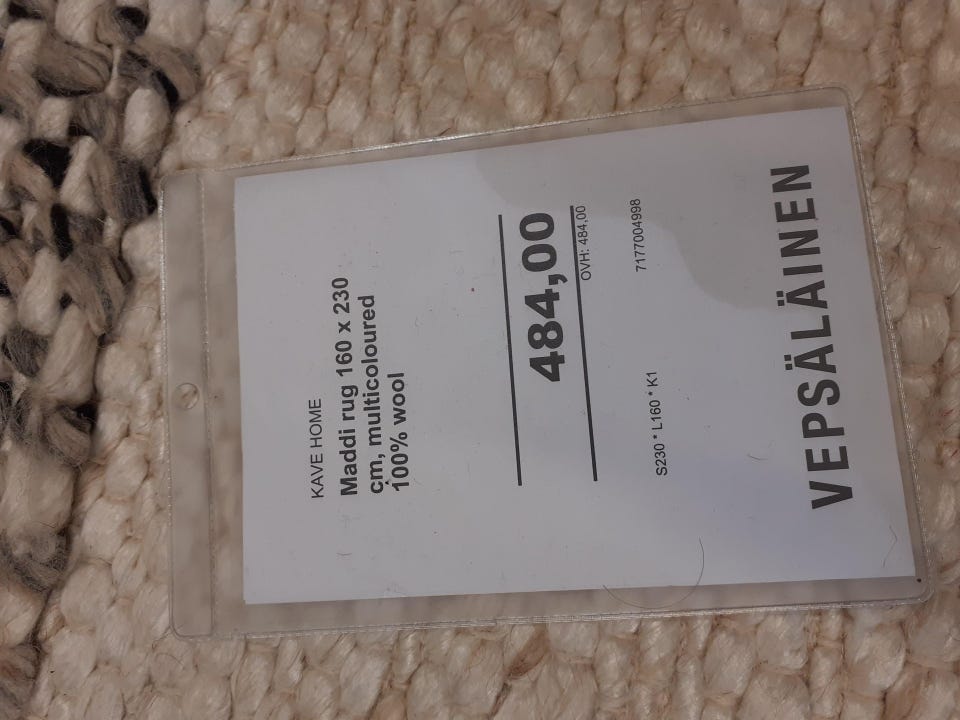 KAVE HOME
Maddi rug 160 x 230
cm, multicoloured
100% wool
484,00
OVH: 484,00
7177004998
S230 * L160 * K1
VEPSÄLÄINEN